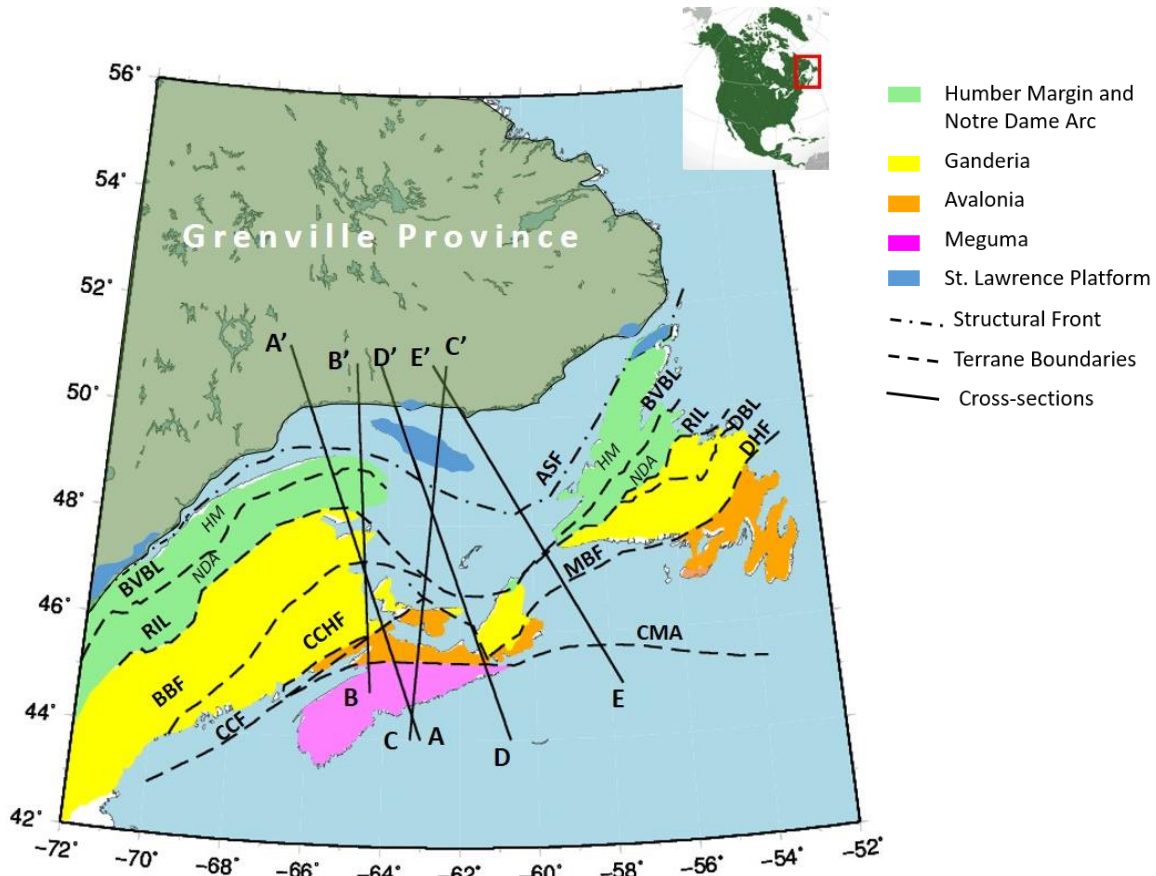 56°
54°
52°
50°
48°
46°
44°
42°
−72°
−70°
−68°
−66°
−64°
−62°
−60°
−58°
−56°
−54°
−52°
Grenville Province
A’
B’
D’
E’
C’
BVBL
RIL
DBL
DHF
ASF
HM
NDA
MBF
HM
BVBL
NDA
RIL
CCHF
BBF
CCF
CMA
B
C
A
D
E
Humber Margin and
Notre Dame Arc
Ganderia
Avalonia
Meguma
St. Lawrence Platform
Structural Front
Terrane Boundaries
Cross-sections